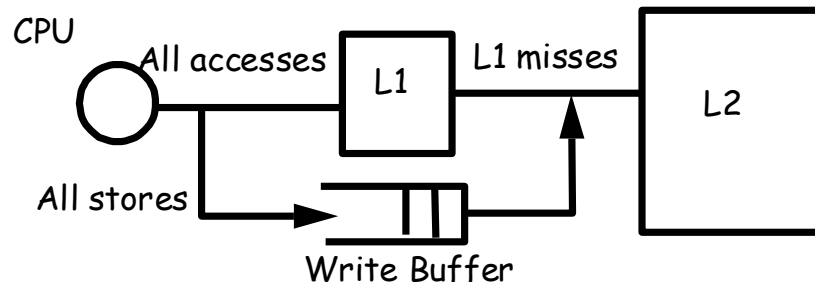 CPU
All accesses
L1
L1 misses
L2
All stores
Write Buffer